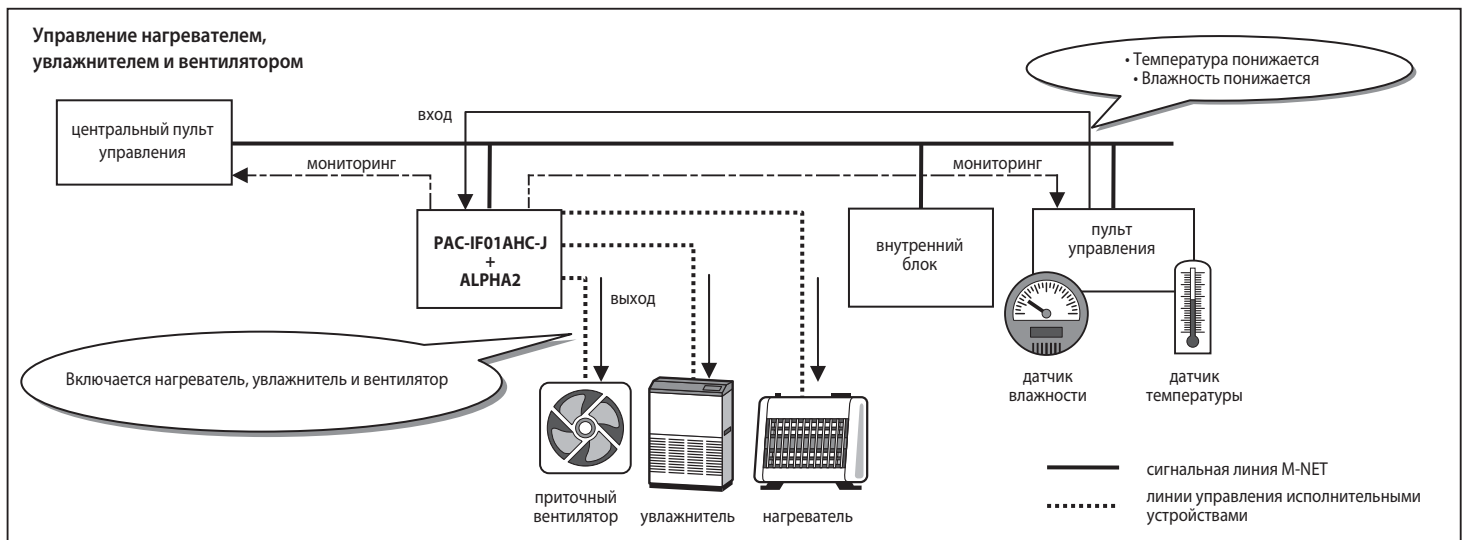 Управление нагревателем,
увлажнителем и вентилятором
• Температура понижается
• Влажность понижается
вход
центральный пульт
управления
мониторинг
мониторинг
PAC-IF01AHC-J
+
ALPHA2
внутренний
блок
пульт
управления
выход
Включается нагреватель, увлажнитель и вентилятор
датчик
влажности
датчик
температуры
приточный
вентилятор
увлажнитель
нагреватель
сигнальная линия M-NET
линии управления исполнительными
устройствами